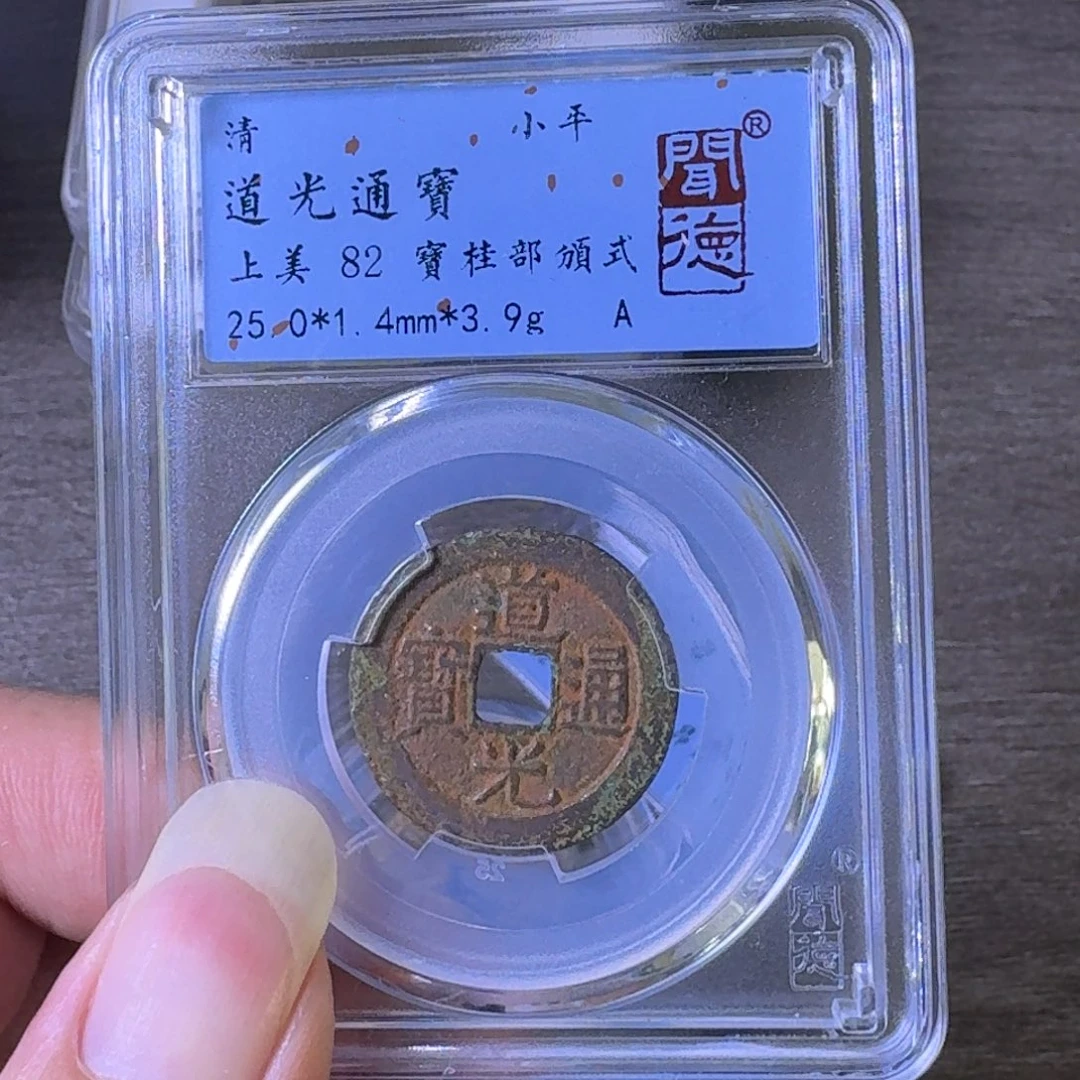 清 小平
道光通寶
上美 82 寶桂部頒式
25.0*1.4mm*3.9g A
聞德®
道光通寶
25
®
聞德